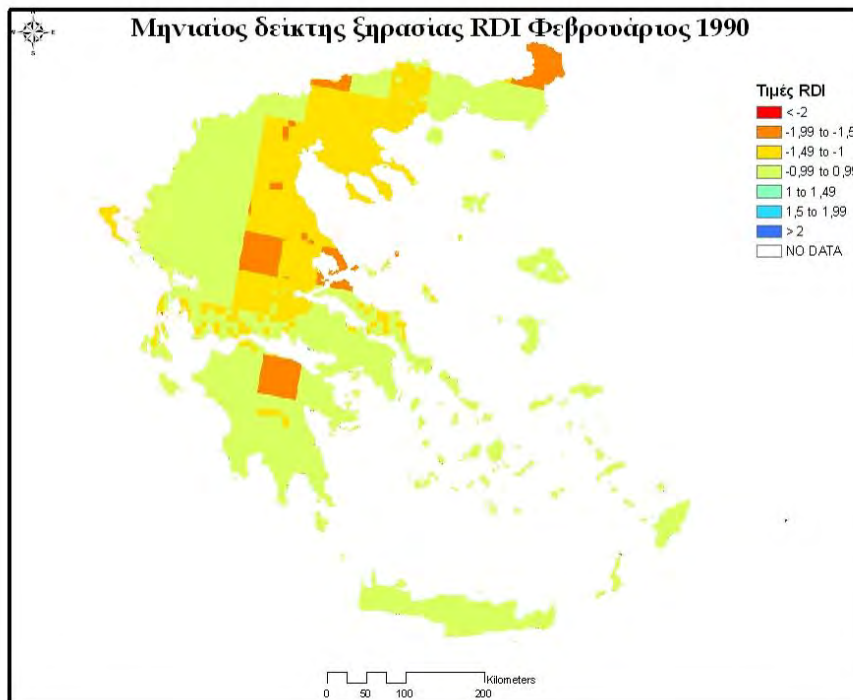 Μηνιαίος δείκτης ξηρασίας RDI Φεβρουάριος 1990
N
W E
S
Τιμές RDI
< -2
-1,99 to -1,5
-1,49 to -1
-0,99 to 0,99
1 to 1,49
1,5 to 1,99
> 2
NO DATA
Kilometers
0 50 100 200